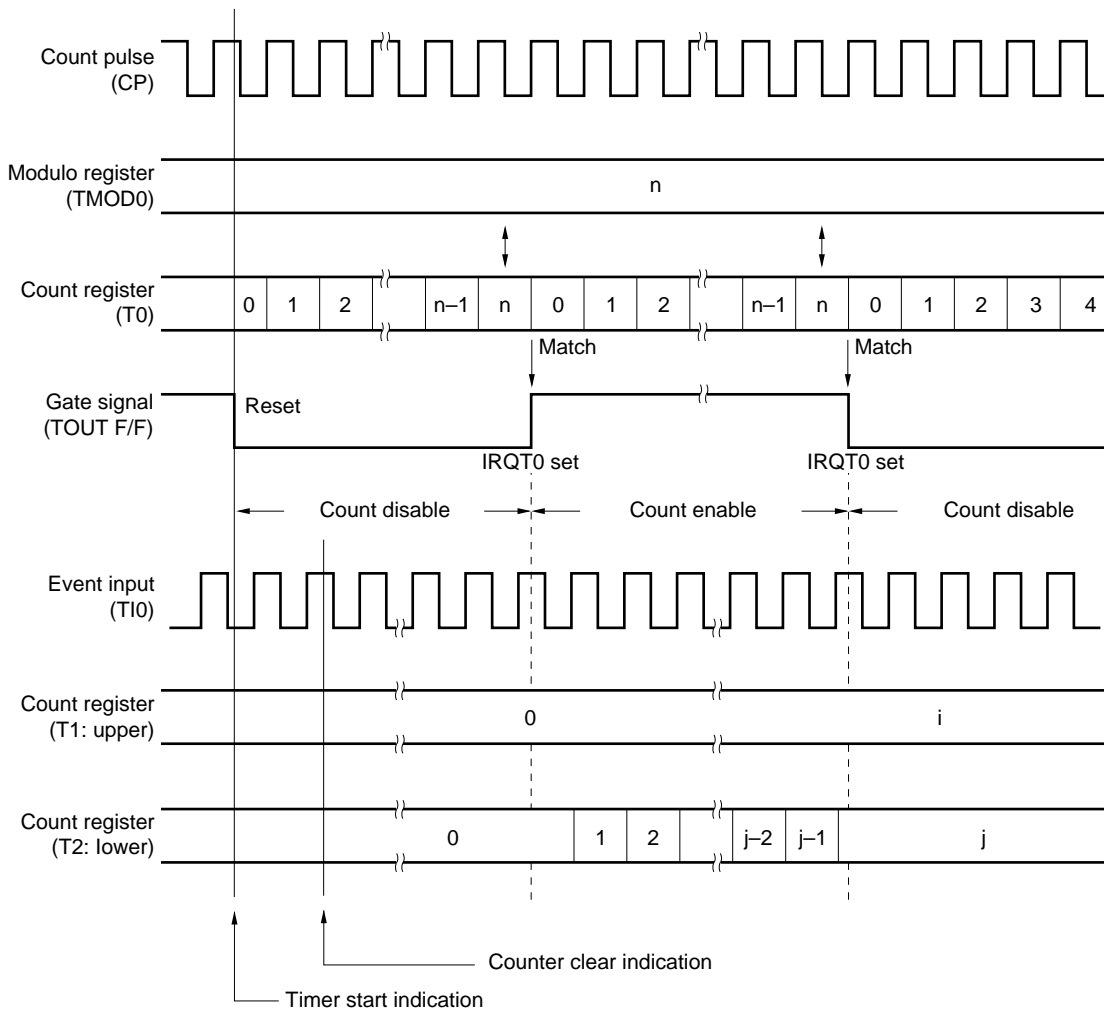 Count pulse
(CP)
Modulo register
(TMOD0)
n
Count register
(T0)
0 1 2 n–1 n 0 1 2 n–1 n 0 1 2 3 4
Match Match
Gate signal
(TOUT F/F)
Reset
IRQT0 set IRQT0 set
Count disable Count enable Count disable
Event input
(TI0)
Count register
(T1: upper)
0 i
Count register
(T2: lower)
0 1 2 j–2 j–1 j
Counter clear indication
Timer start indication